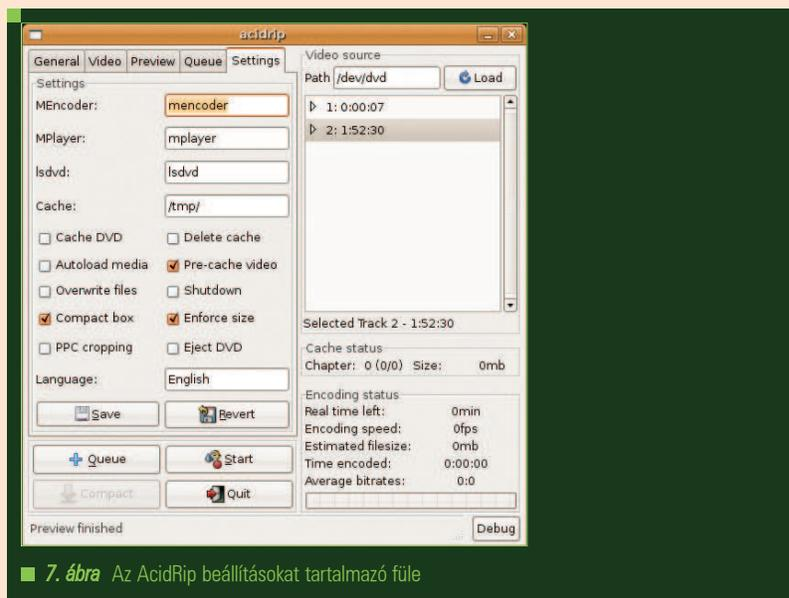 acidrip
General Video Preview Queue Settings
Settings
MEncoder: mencoder
MPlayer: mplayer
lsdvd: lsdvd
Cache: /tmp/
Cache DVD Delete cache
Autoload media Pre-cache video
Overwrite files Shutdown
Compact box Enforce size
PPC cropping Eject DVD
Language: English
Save Revert
Queue Start
Compact Quit
Video source
Path /dev/dvd Load
1: 0:00:07
2: 1:52:30
Selected Track 2 - 1:52:30
Cache status
Chapter: 0 (0/0) Size: 0mb
Encoding status
Real time left: 0min
Encoding speed: 0fps
Estimated filesize: 0mb
Time encoded: 0:00:00
Average bitrates: 0:0
Preview finished Debug
7. ábra Az AcidRip beállításokat tartalmazó füle